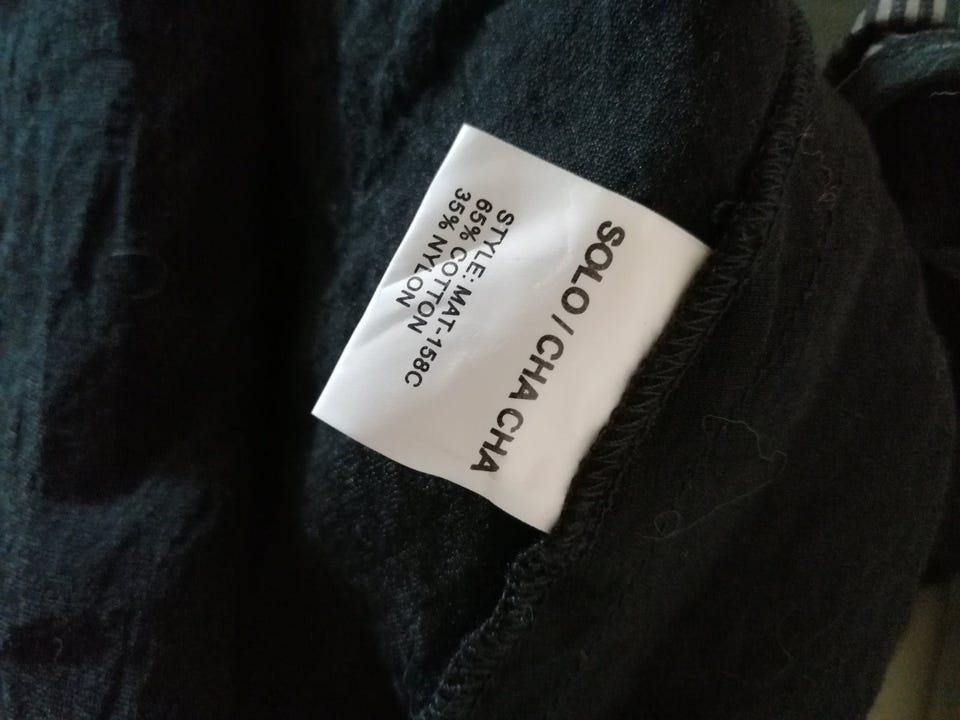 SOLO / CHA CHA
STYLE: MAT-158C
65% COTTON
35% NYLON